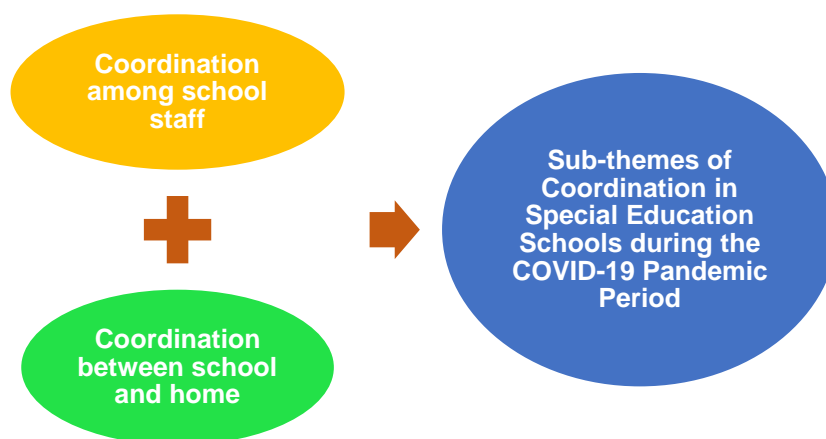 Coordination
among school
staff
Coordination
between school
and home
Sub-themes of
Coordination in
Special Education
Schools during the
COVID-19 Pandemic
Period